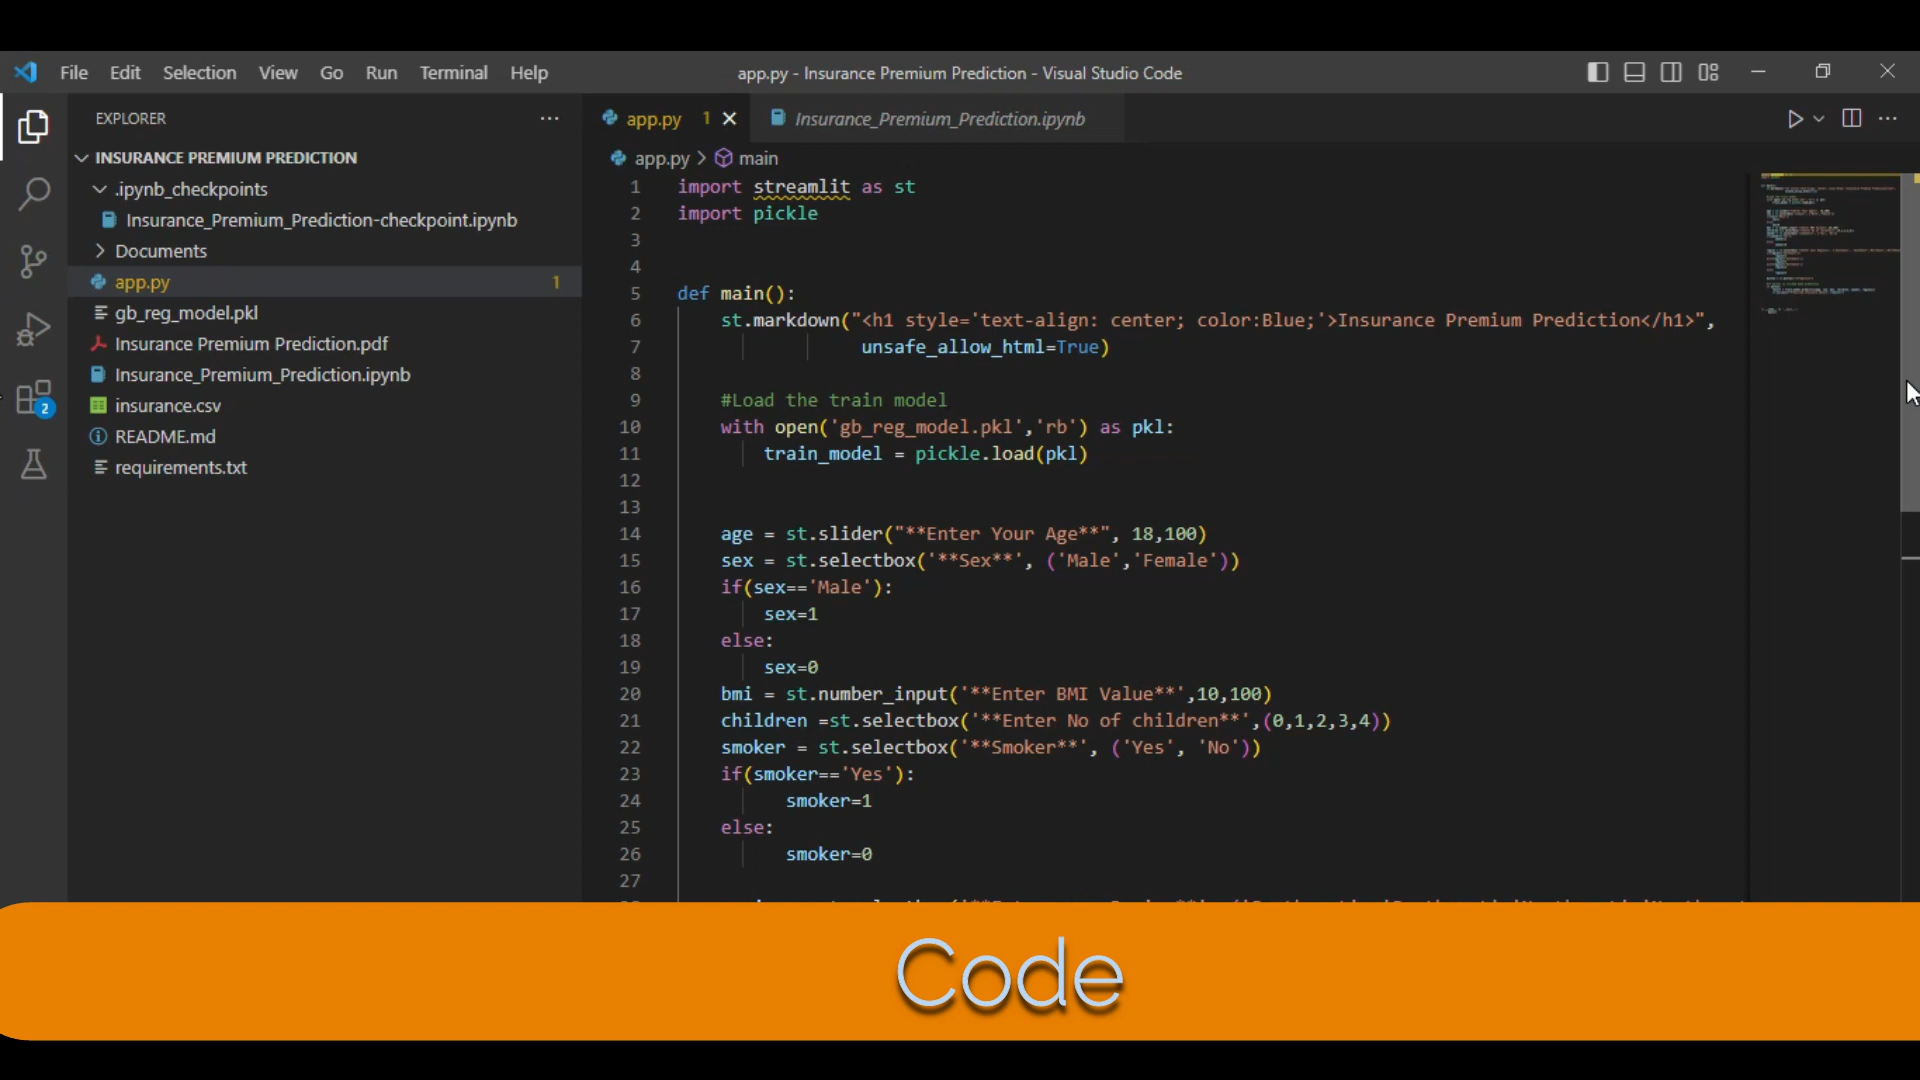 File Edit Selection View Go Run Terminal Help
app.py - Insurance Premium Prediction - Visual Studio Code
EXPLORER
INSURANCE PREMIUM PREDICTION
.ipynb_checkpoints
Insurance_Premium_Prediction-checkpoint.ipynb
Documents
app.py 1
gb_reg_model.pkl
Insurance Premium Prediction.pdf
Insurance_Premium_Prediction.ipynb
insurance.csv
README.md
requirements.txt
2
app.py 1
Insurance_Premium_Prediction.ipynb
app.py > main
1 import streamlit as st
2 import pickle
3
4
5 def main():
6     st.markdown("<h1 style='text-align: center; color:Blue;'>Insurance Premium Prediction</h1>",
7                  unsafe_allow_html=True)
8
9     #Load the train model
10     with open('gb_reg_model.pkl','rb') as pkl:
11         train_model = pickle.load(pkl)
12
13
14     age = st.slider("**Enter Your Age**", 18,100)
15     sex = st.selectbox('**Sex**', ('Male','Female'))
16     if(sex=='Male'):
17         sex=1
18     else:
19         sex=0
20     bmi = st.number_input('**Enter BMI Value**',10,100)
21     children =st.selectbox('**Enter No of children**',(0,1,2,3,4))
22     smoker = st.selectbox('**Smoker**', ('Yes', 'No'))
23     if(smoker=='Yes'):
24           smoker=1
25     else:
26           smoker=0
27
Code